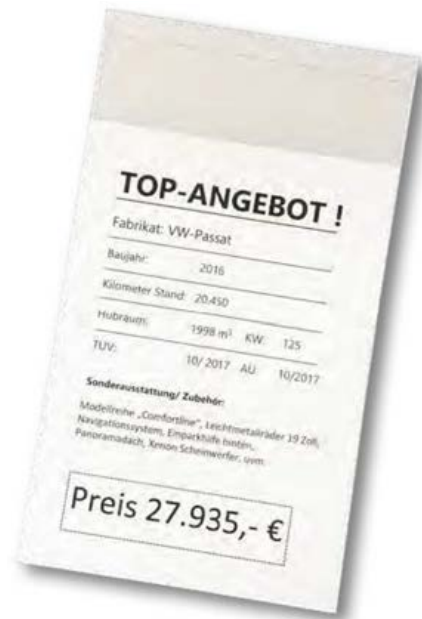 TOP-ANGEBOT !
Fabrikat: VW-Passat
Baujahr: 2016
Kilometer Stand: 20.450
Hubraum: 1998 m³ KW: 125
TÜV: 10/ 2017 AU 10/2017
Sonderausstattung/ Zubehör:
Modellreihe „Comfortline“, Leichtmetallräder 19 Zoll,
Navigationssystem, Einparkhilfe hinten,
Panoramadach, Xenon Scheinwerfer, uvm.
Preis 27.935,- €